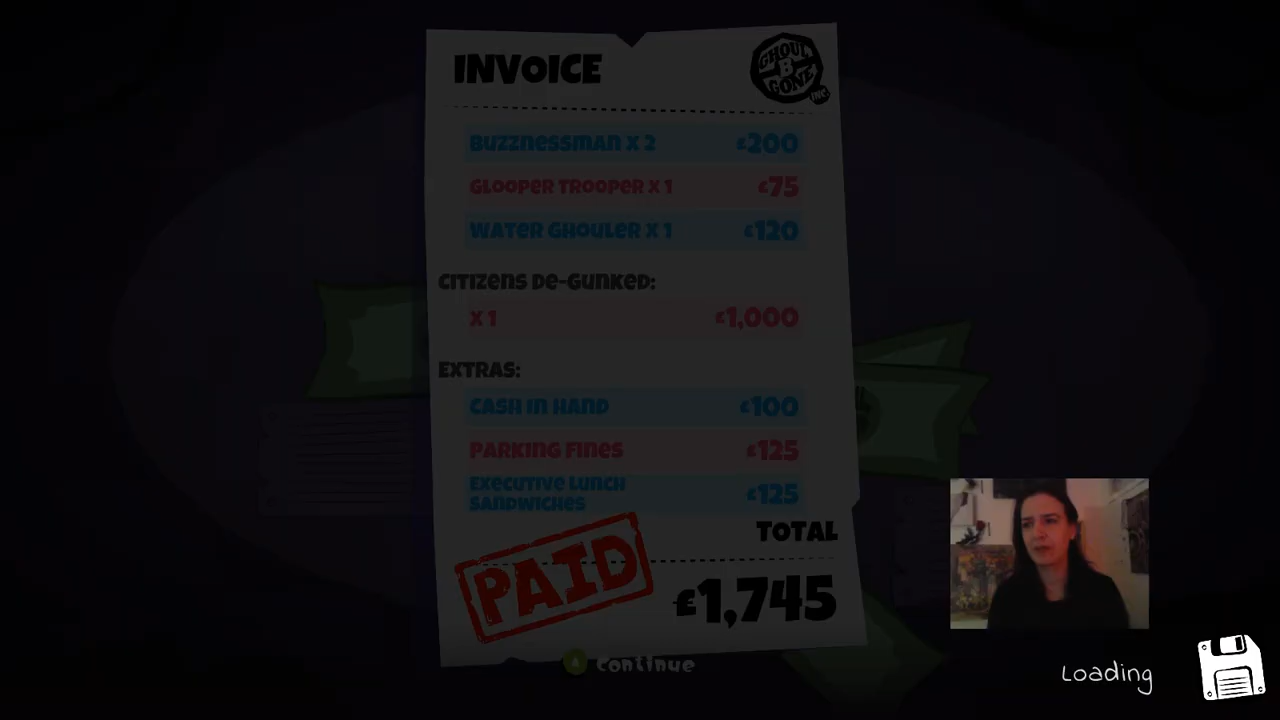 INVOICE
GHOUL
B
GONE
INC.
BUZZNESSMAN X 2 £200
GLOOPER TROOPER X 1 £75
WATER GHOULER X 1 £120
CITIZENS DE-GUNKED:
X 1 £1,000
EXTRAS:
CASH IN HAND £100
PARKING FINES £125
EXECUTIVE LUNCH
SANDWICHES £125
TOTAL
PAID £1,745
A Continue
Loading